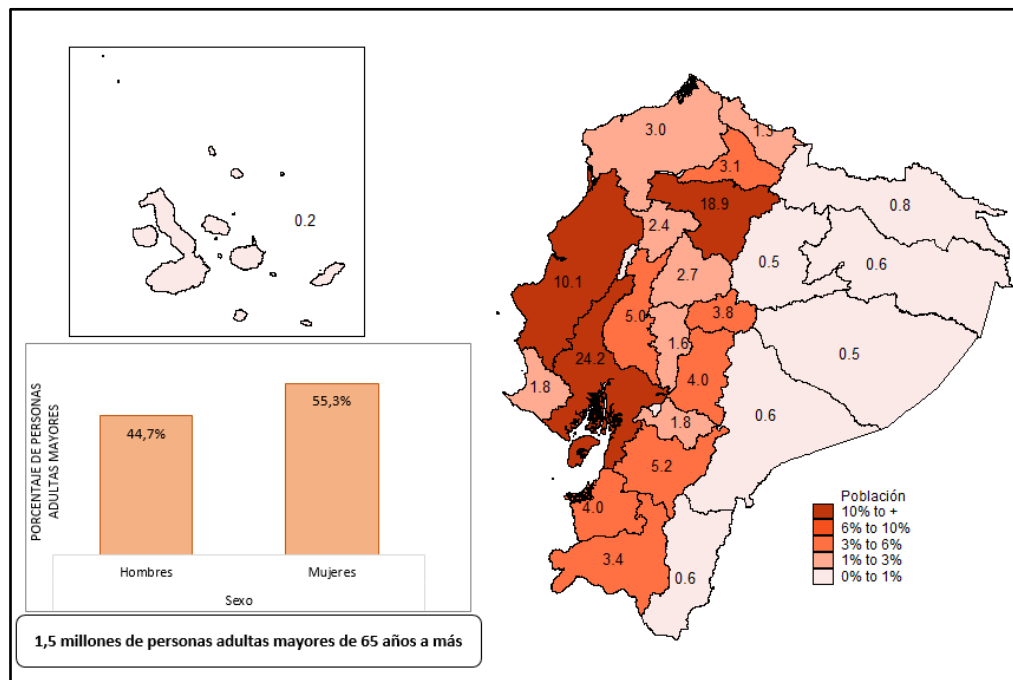 0.2
3.0
1.9
3.1
18.9
0.8
2.4
0.5
0.6
2.7
10.1
5.0
3.8
1.6
24.2
0.5
4.0
1.8
0.6
1.8
5.2
4.0
3.4
0.6
Población
10% to +
6% to 10%
3% to 6%
1% to 3%
0% to 1%
PORCENTAJE DE PERSONAS
ADULTAS MAYORES
44,7%
55,3%
Hombres
Mujeres
Sexo
1,5 millones de personas adultas mayores de 65 años a más